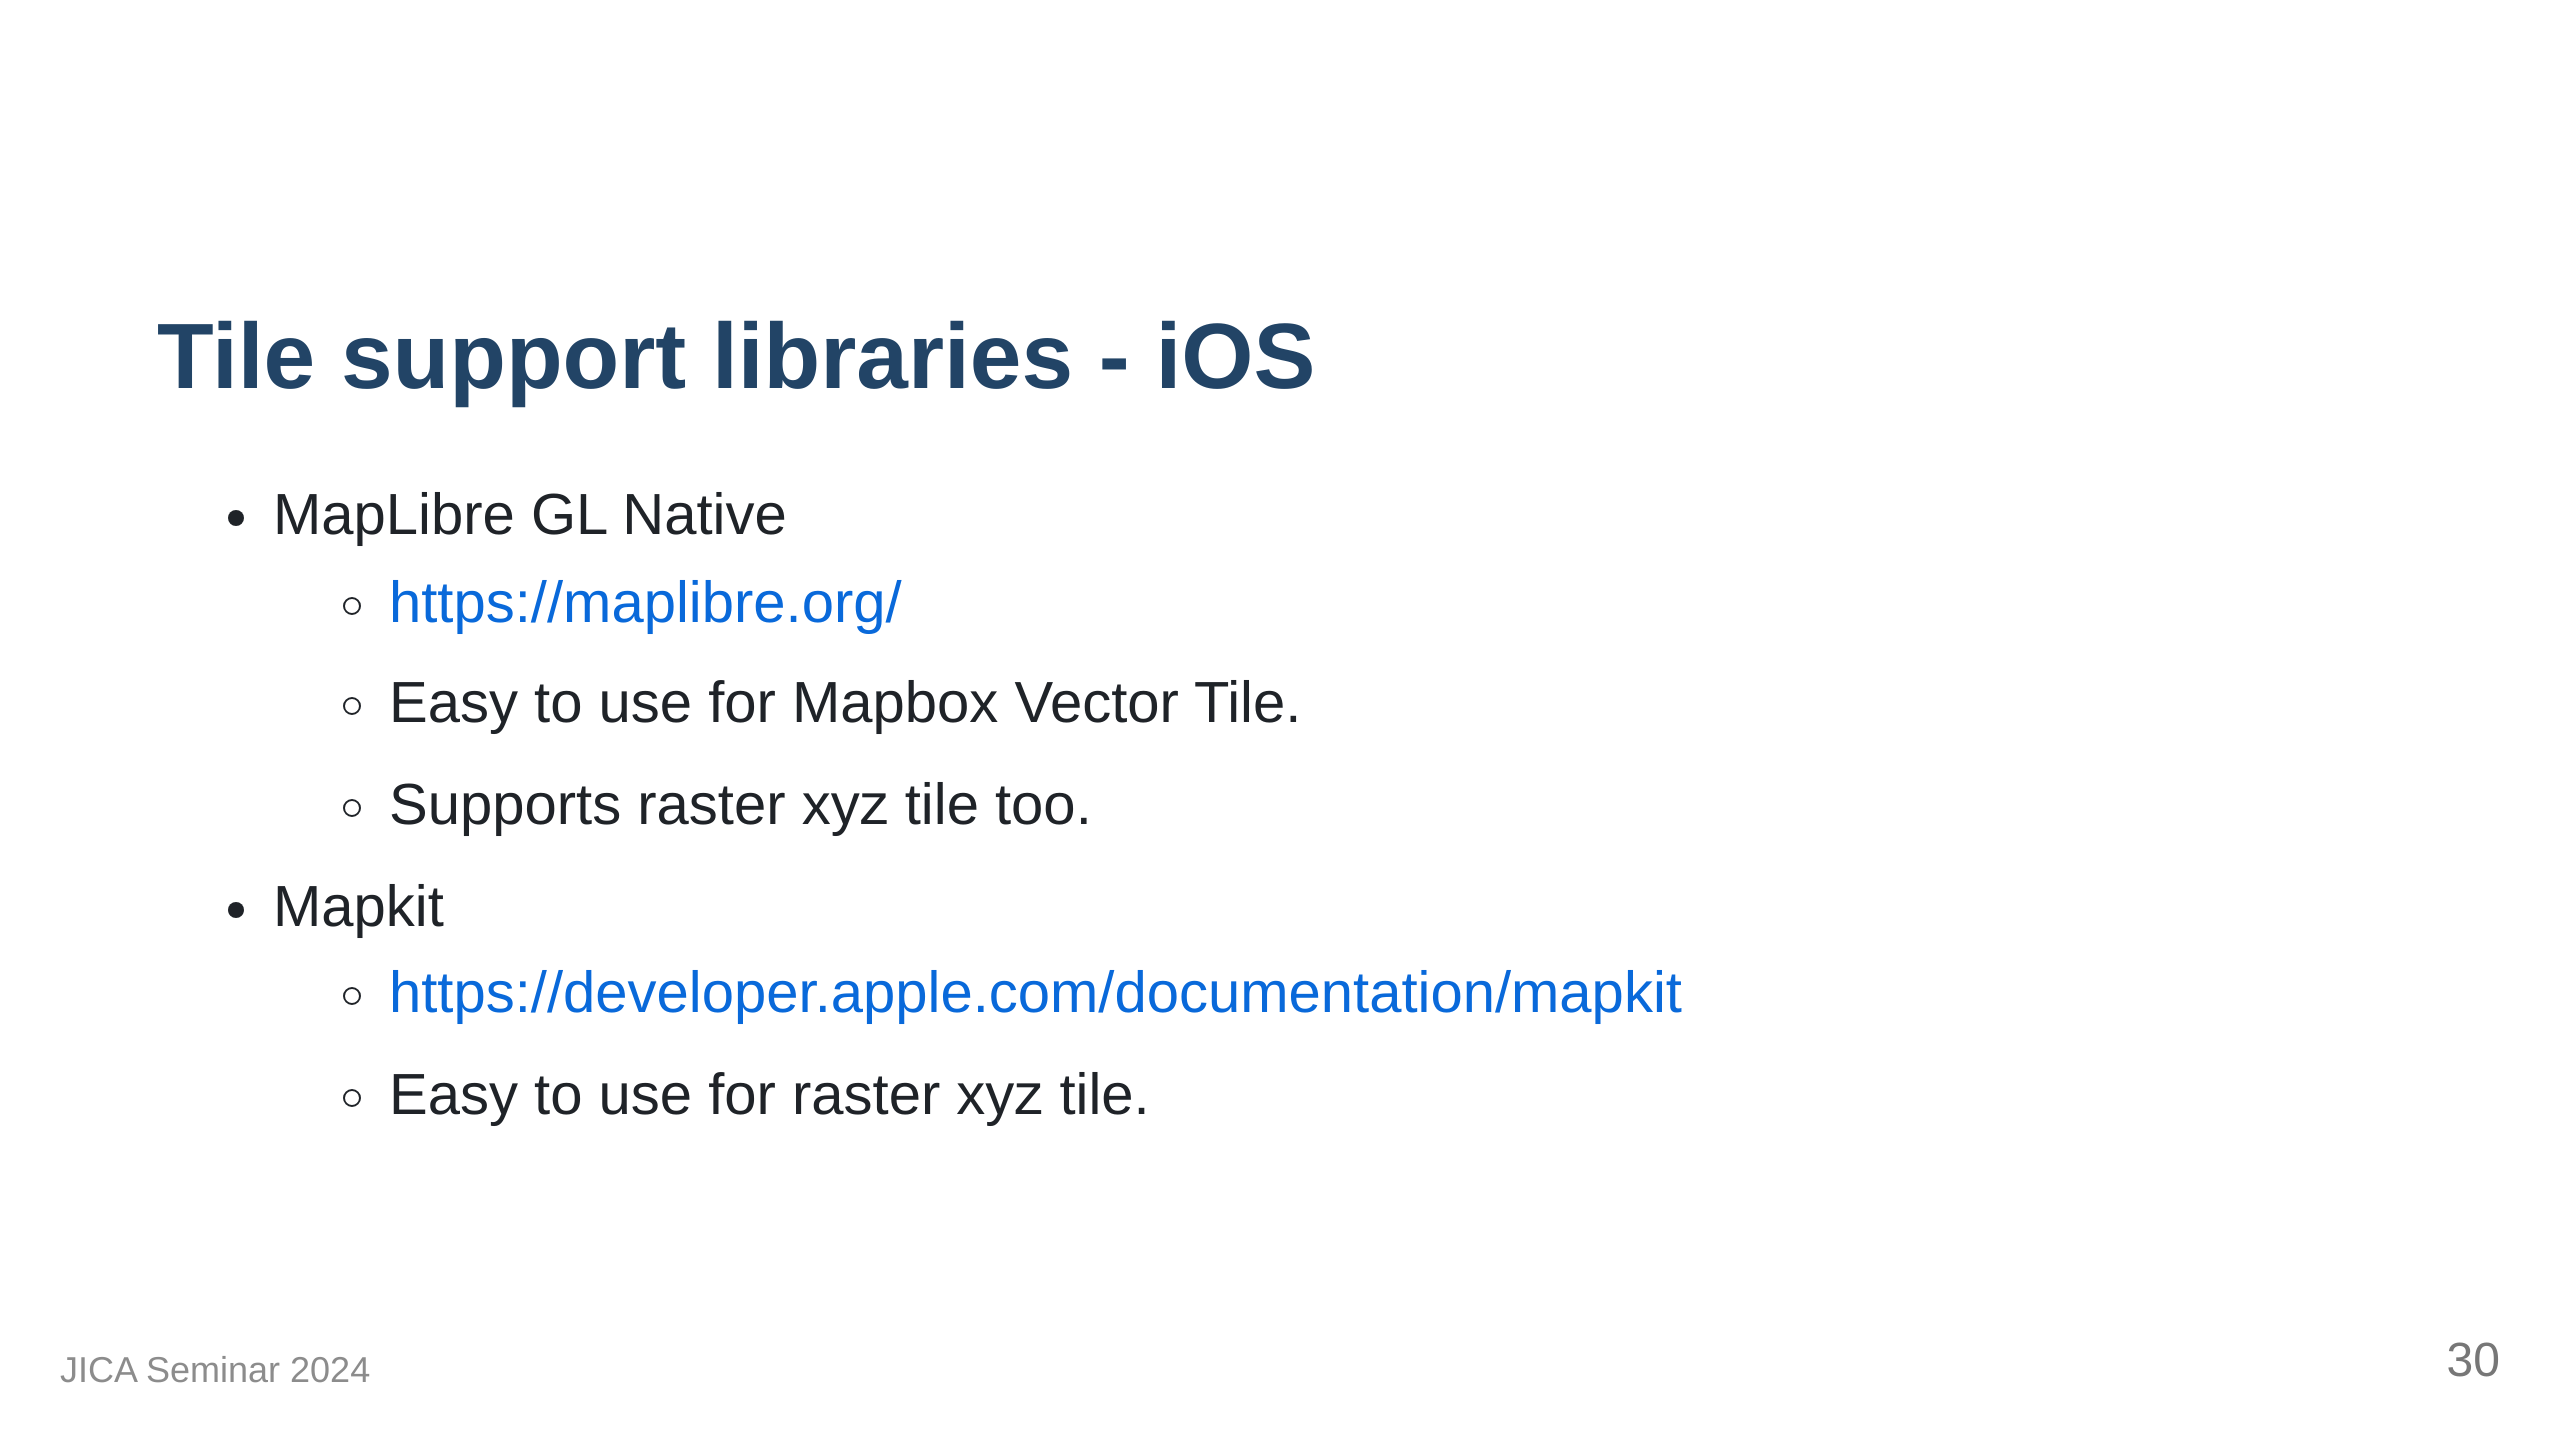 Tile support libraries - iOS
MapLibre GL Native
https://maplibre.org/
Easy to use for Mapbox Vector Tile.
Supports raster xyz tile too.
Mapkit
https://developer.apple.com/documentation/mapkit
Easy to use for raster xyz tile.
JICA Seminar 2024
30